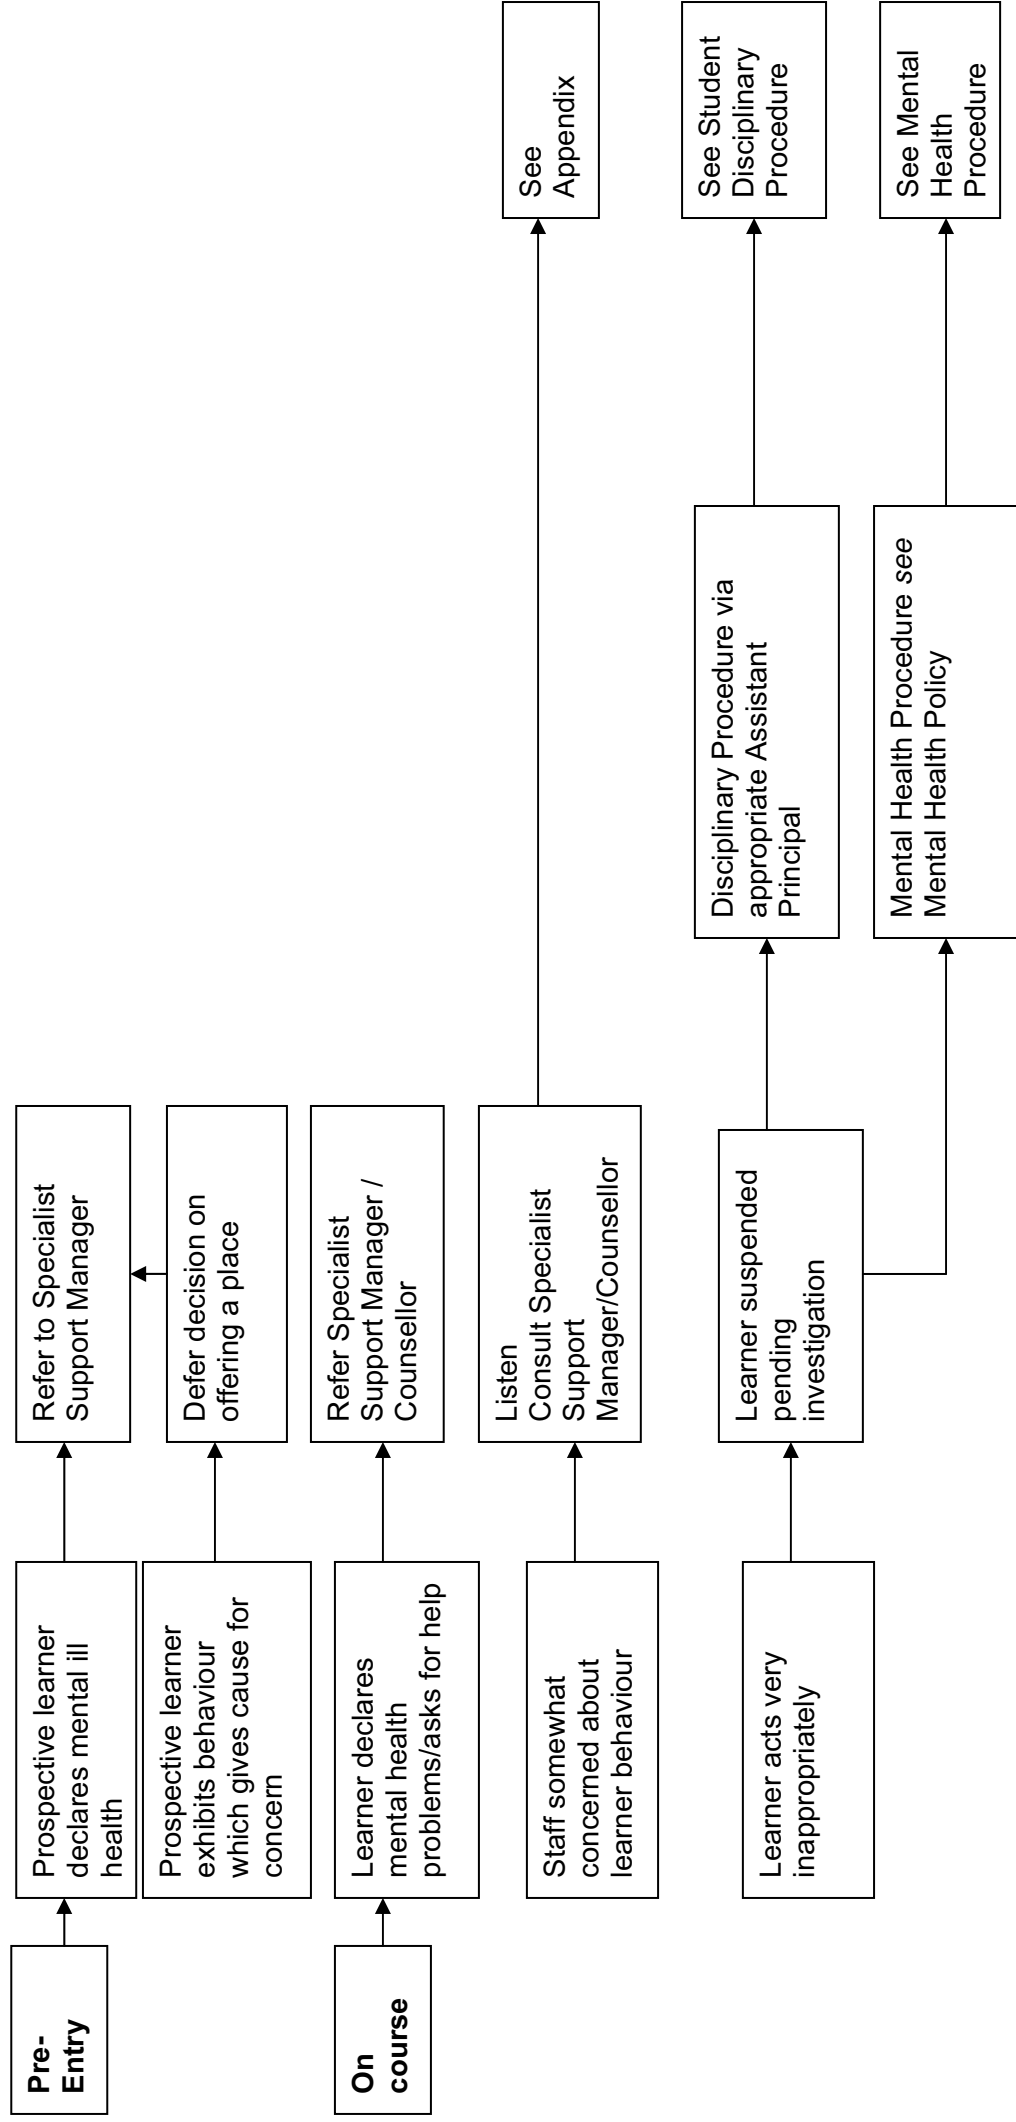 Pre-
Entry
Prospective learner
declares mental ill
health
Refer to Specialist
Support Manager
Prospective learner
exhibits behaviour
which gives cause for
concern
Defer decision on
offering a place
On
course
Learner declares
mental health
problems/asks for help
Refer Specialist
Support Manager /
Counsellor
Staff somewhat
concerned about
learner behaviour
Listen
Consult Specialist
Support
Manager/Counsellor
See
Appendix
Learner acts very
inappropriately
Learner suspended
pending
investigation
Disciplinary Procedure via
appropriate Assistant
Principal
See Student
Disciplinary
Procedure
Mental Health Procedure see
Mental Health Policy
See Mental
Health
Procedure